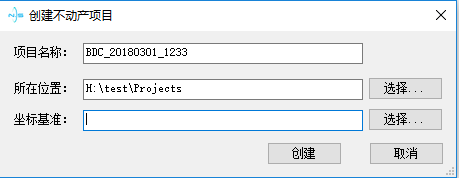 创建不动产项目
项目名称: BDC_20180301_1233
所在位置: H:\test\Projects 选择...
坐标基准: 选择...
创建 取消